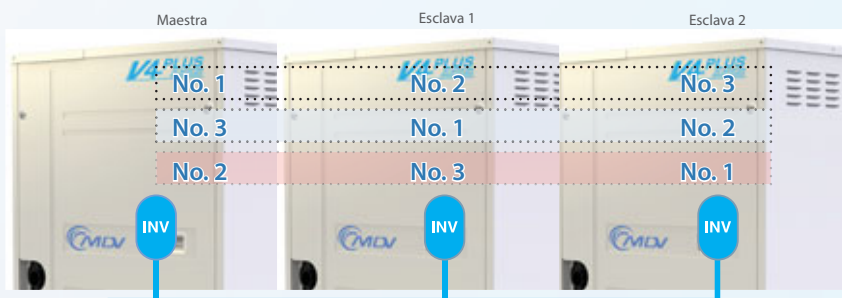 Maestra Esclava 1 Esclava 2
V4 PLUS V4 PLUS V4 PLUS
No. 1 No. 2 No. 3
No. 3 No. 1 No. 2
No. 2 No. 3 No. 1
INV INV INV
MDV MDV MDV